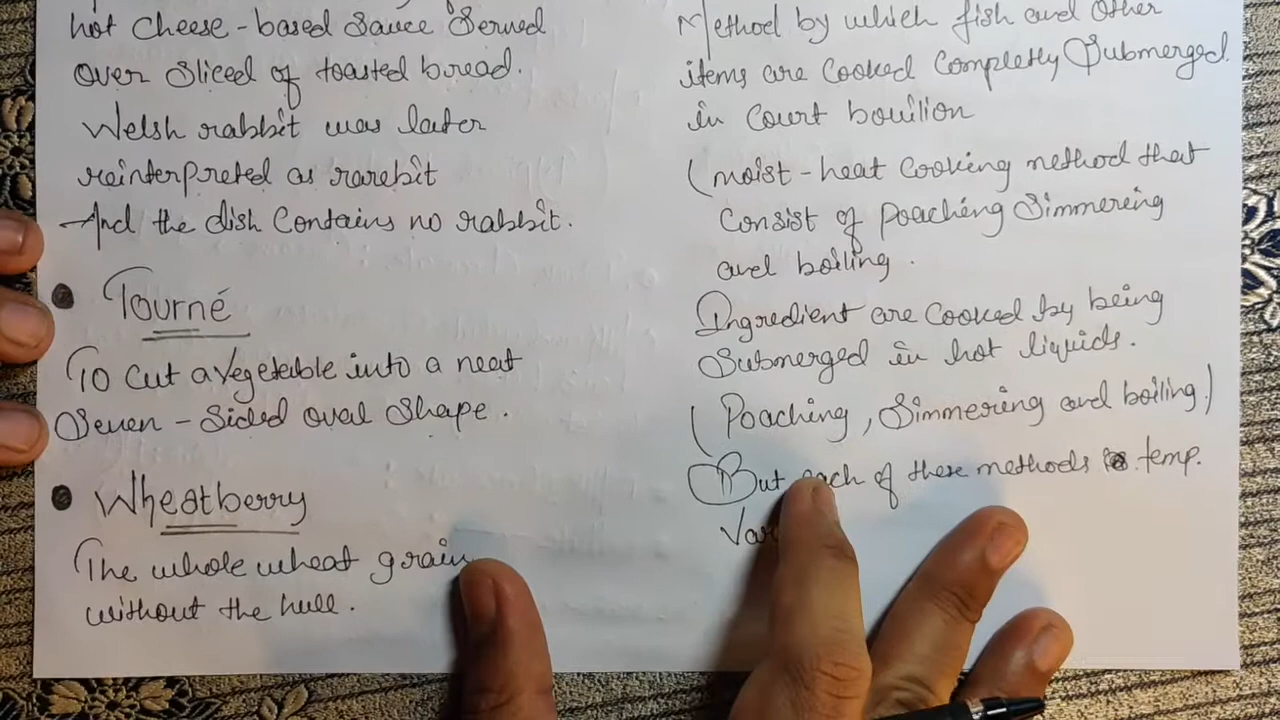 hot cheese-based sauce served
over sliced of toasted bread.
Welsh rabbit was later
reinterpreted as rarebit
And the dish contains no rabbit.
Tourné
To cut a vegetable into a neat
Seven-sided oval shape.
Wheatberry
The whole wheat grain
without the hull.
Method by which fish and other
items are cooked completly submerged
in court bouilion
(moist-heat cooking method that
consist of poaching simmering
and boiling.
Ingredient are cooked by being
submerged in hot liquids.
(Poaching, Simmering and boiling.)
But each of these methods temp.